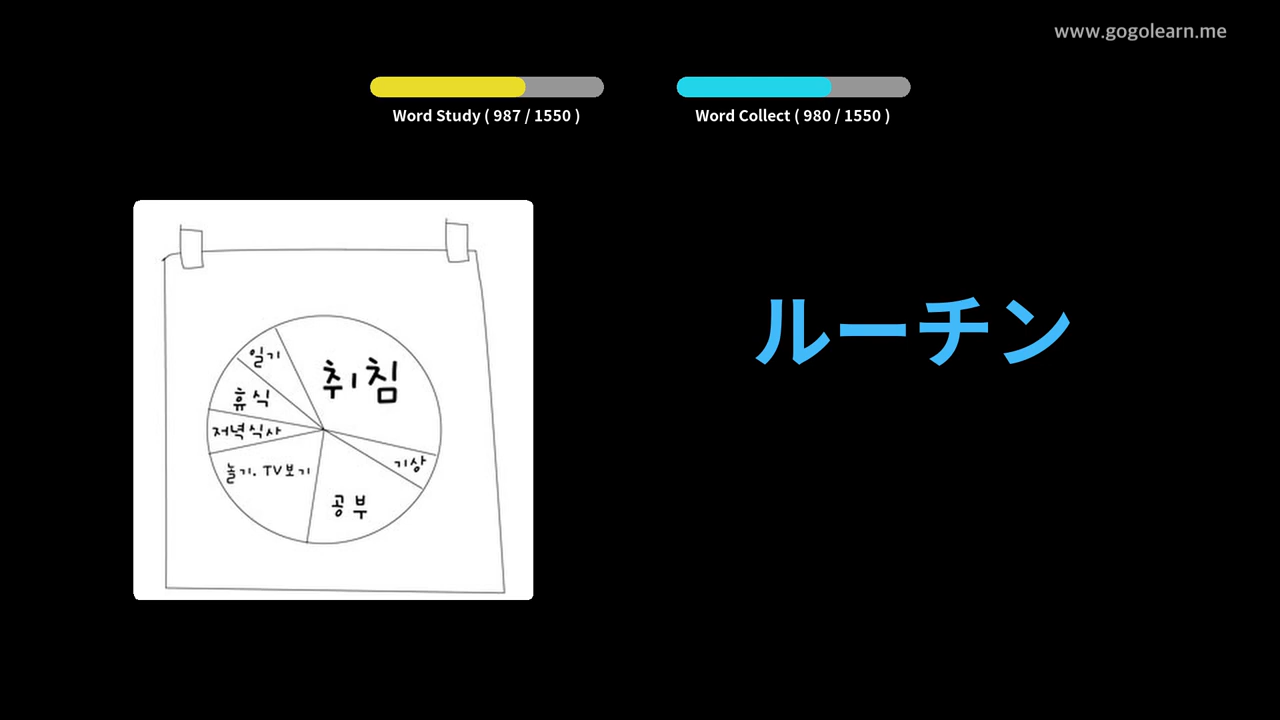 www.gogolearn.me
Word Study ( 987 / 1550 )
Word Collect ( 980 / 1550 )
일기
취침
휴식
저녁식사
기상
놀기. TV보기
공부
ルーチン